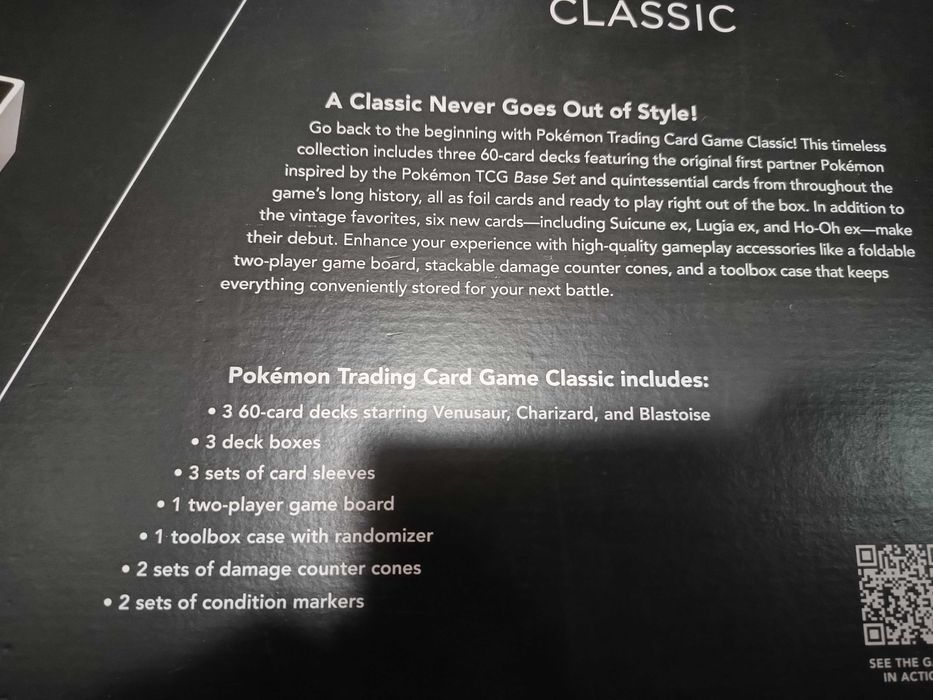 CLASSIC
A Classic Never Goes Out of Style!
Go back to the beginning with Pokémon Trading Card Game Classic! This timeless
collection includes three 60-card decks featuring the original first partner Pokémon
inspired by the Pokémon TCG Base Set and quintessential cards from throughout the
game's long history, all as foil cards and ready to play right out of the box. In addition to
the vintage favorites, six new cards—including Suicune ex, Lugia ex, and Ho-Oh ex—make
their debut. Enhance your experience with high-quality gameplay accessories like a foldable
two-player game board, stackable damage counter cones, and a toolbox case that keeps
everything conveniently stored for your next battle.
Pokémon Trading Card Game Classic includes:
• 3 60-card decks starring Venusaur, Charizard, and Blastoise
• 3 deck boxes
• 3 sets of card sleeves
• 1 two-player game board
• 1 toolbox case with randomizer
• 2 sets of damage counter cones
• 2 sets of condition markers
SEE THE
IN